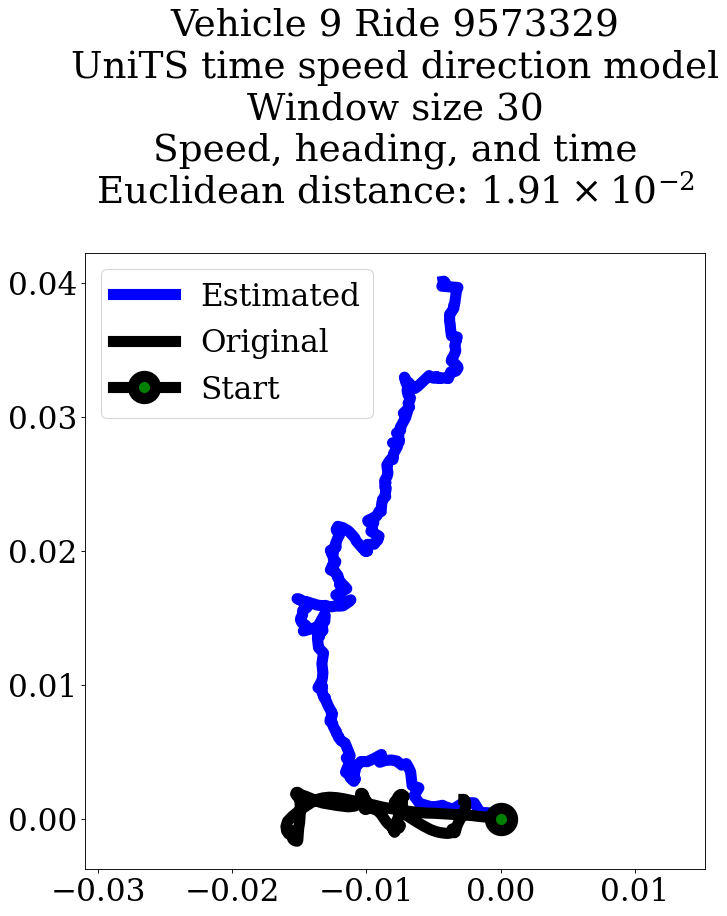 Vehicle 9 Ride 9573329
UniTS time speed direction model
Window size 30
Speed, heading, and time
Euclidean distance: 1.91 × 10⁻²
0.04
0.03
0.02
0.01
0.00
Estimated
Original
Start
−0.03 −0.02 −0.01 0.00 0.01